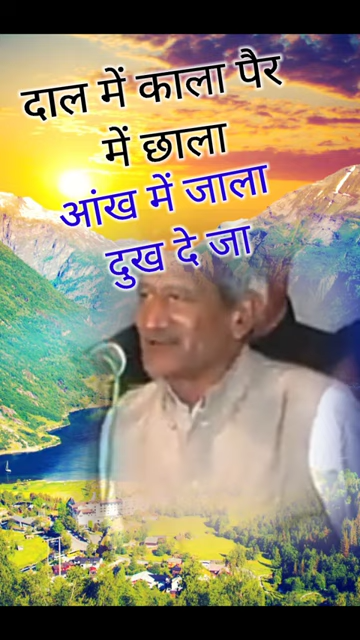 दाल में काला पैर
में छाला
आंख में जाला
दुख दे जा